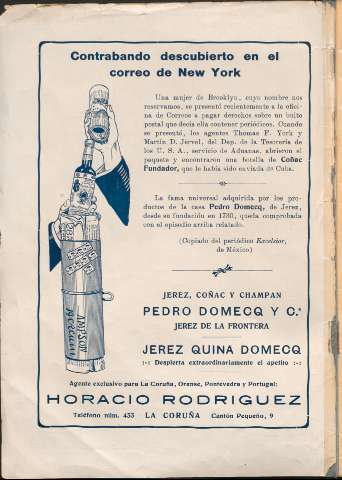 Contrabando descubierto en el
correo de New York
Una mujer de Brooklyn, cuyo nombre nos
reservamos, se presentó recientemente a la ofici-
na de Correos a pagar derechos sobre un bulto
postal que decía ella contener periódicos. Cuando
se presentó, los agentes Thomas F. York y
Martin D. Jervel, del Dep. de la Tesorería de
los U. S. A., servicio de Aduanas, abrieron el
paquete y encontraron una botella de Coñac
Fundador, que le había sido enviada de Cuba.
La fama universal adquirida por los pro-
ductos de la casa Pedro Domecq, de Jerez,
desde su fundación en 1730, queda comprobada
con el episodio arriba relatado.
(Copiado del periódico Excelsior,
de México)
JEREZ, COÑAC Y CHAMPAN
PEDRO DOMECQ Y C.ª
JEREZ DE LA FRONTERA
JEREZ QUINA DOMECQ
:-: Despierta extraordinariamente el apetito :-:
Agente exclusivo para La Coruña, Orense, Pontevedra y Portugal:
HORACIO RODRIGUEZ
Teléfono núm. 453 LA CORUÑA Cantón Pequeño, 9